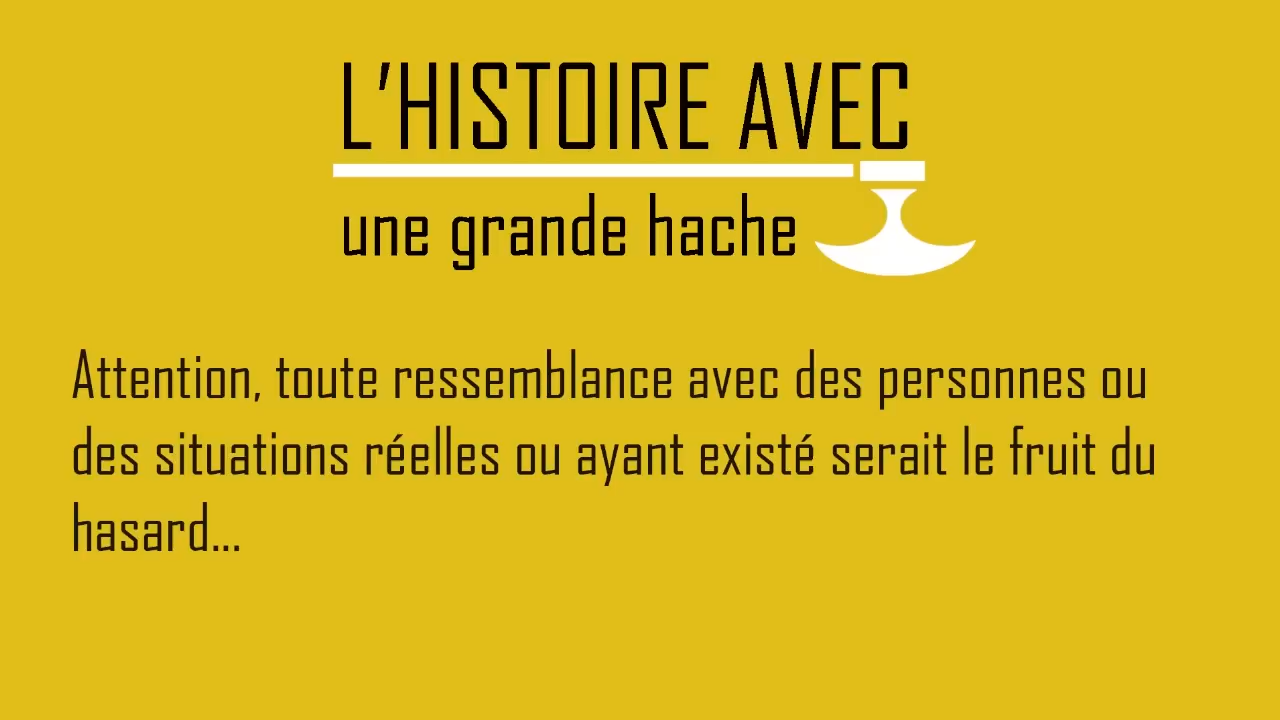 L'HISTOIRE AVEC
une grande hache
Attention, toute ressemblance avec des personnes ou
des situations réelles ou ayant existé serait le fruit du
hasard...